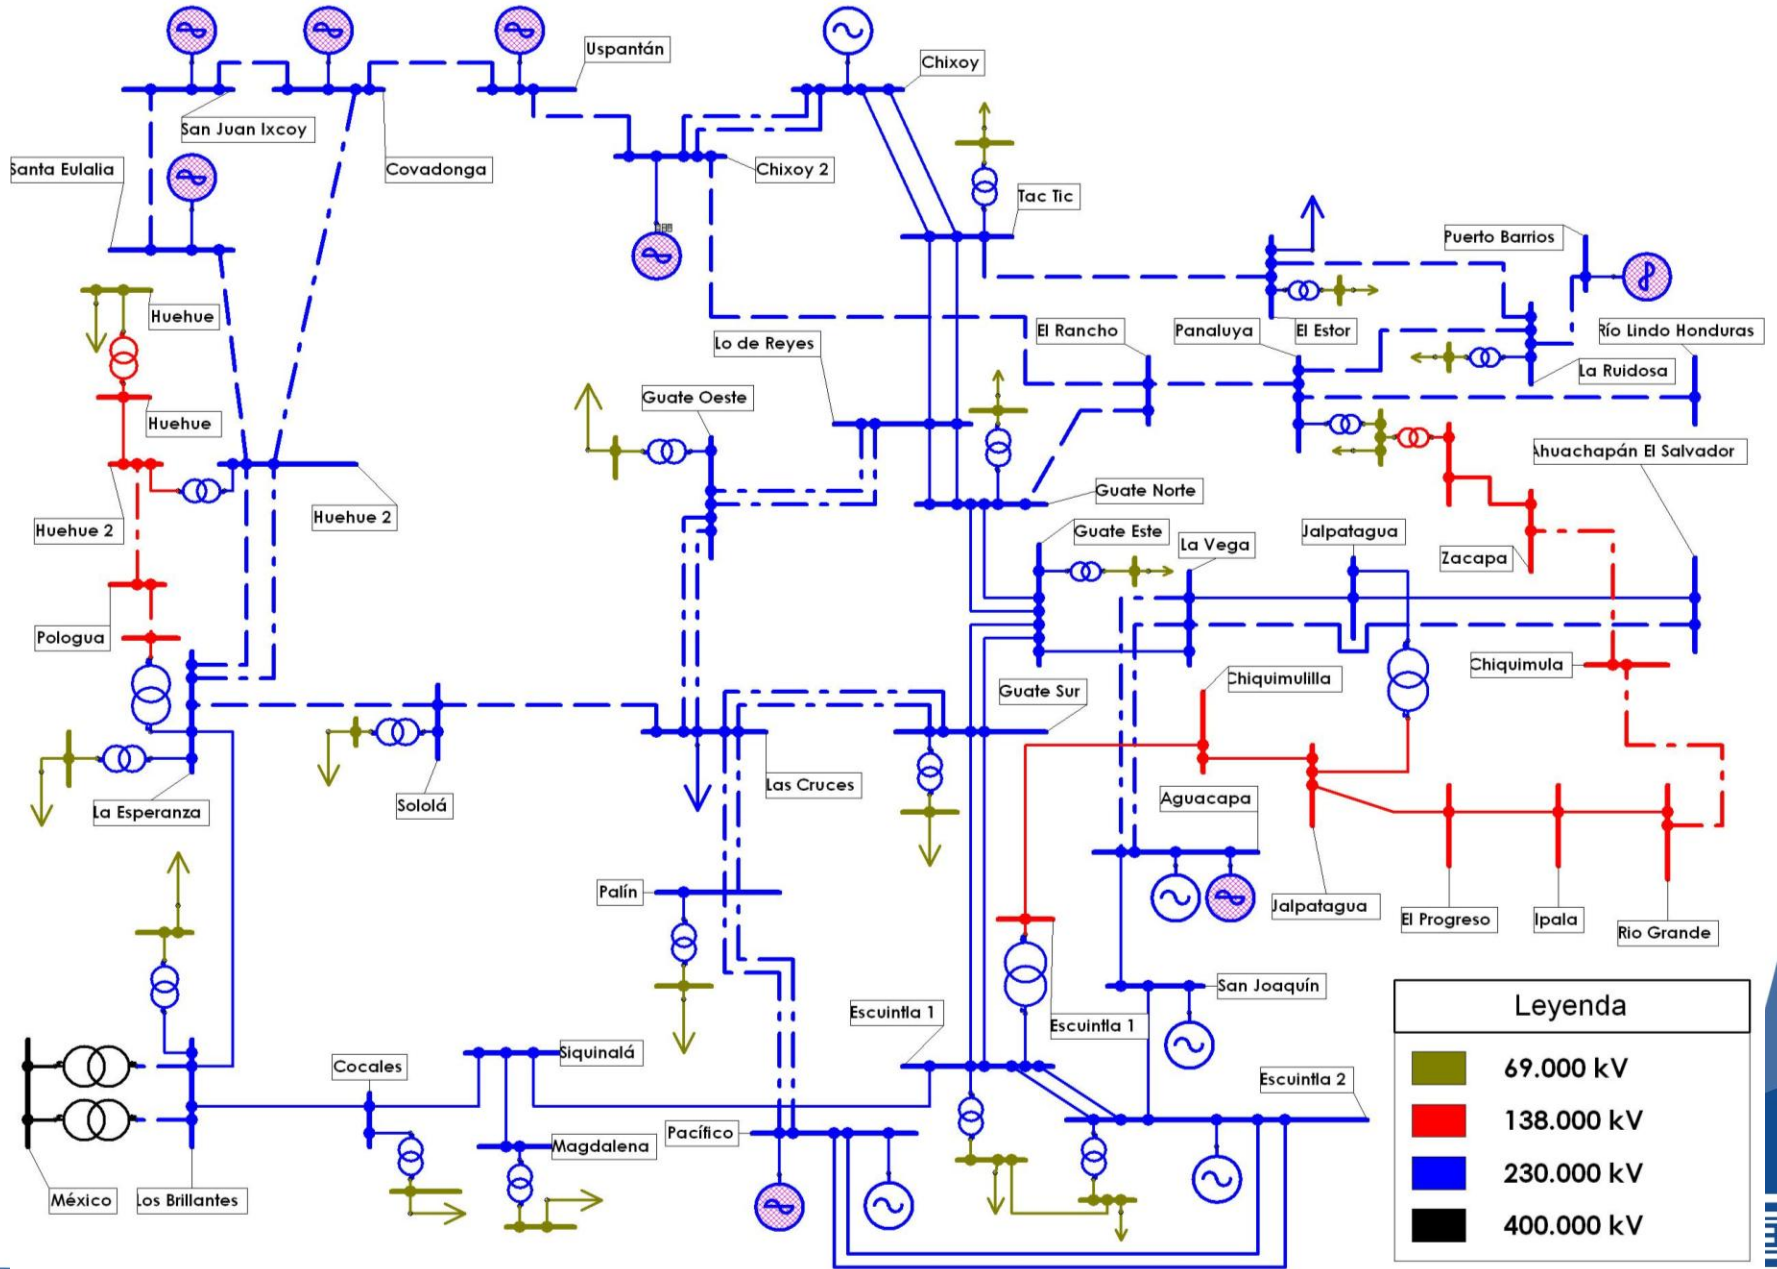 Uspantán
Chixoy
San Juan Ixcoy
Santa Eulalia
Covadonga
Chixoy 2
Tac Tic
Puerto Barrios
Huehue
Lo de Reyes
El Rancho
Panaluya
El Estor
Río Lindo Honduras
La Ruidosa
Guate Oeste
Huehue
Ahuachapán El Salvador
Guate Norte
Huehue 2
Huehue 2
Guate Este
La Vega
Jalpatagua
Zacapa
Pologua
Chiquimula
Guate Sur
Chiquimulilla
La Esperanza
Sololá
Las Cruces
Aguacapa
Palín
Jalpatagua
El Progreso
Ipala
Rio Grande
San Joaquín
Escuintla 1
Escuintla 1
Siquinalá
Cocales
Escuintla 2
Pacífico
Magdalena
México
Los Brillantes
Leyenda
69.000 kV
138.000 kV
230.000 kV
400.000 kV